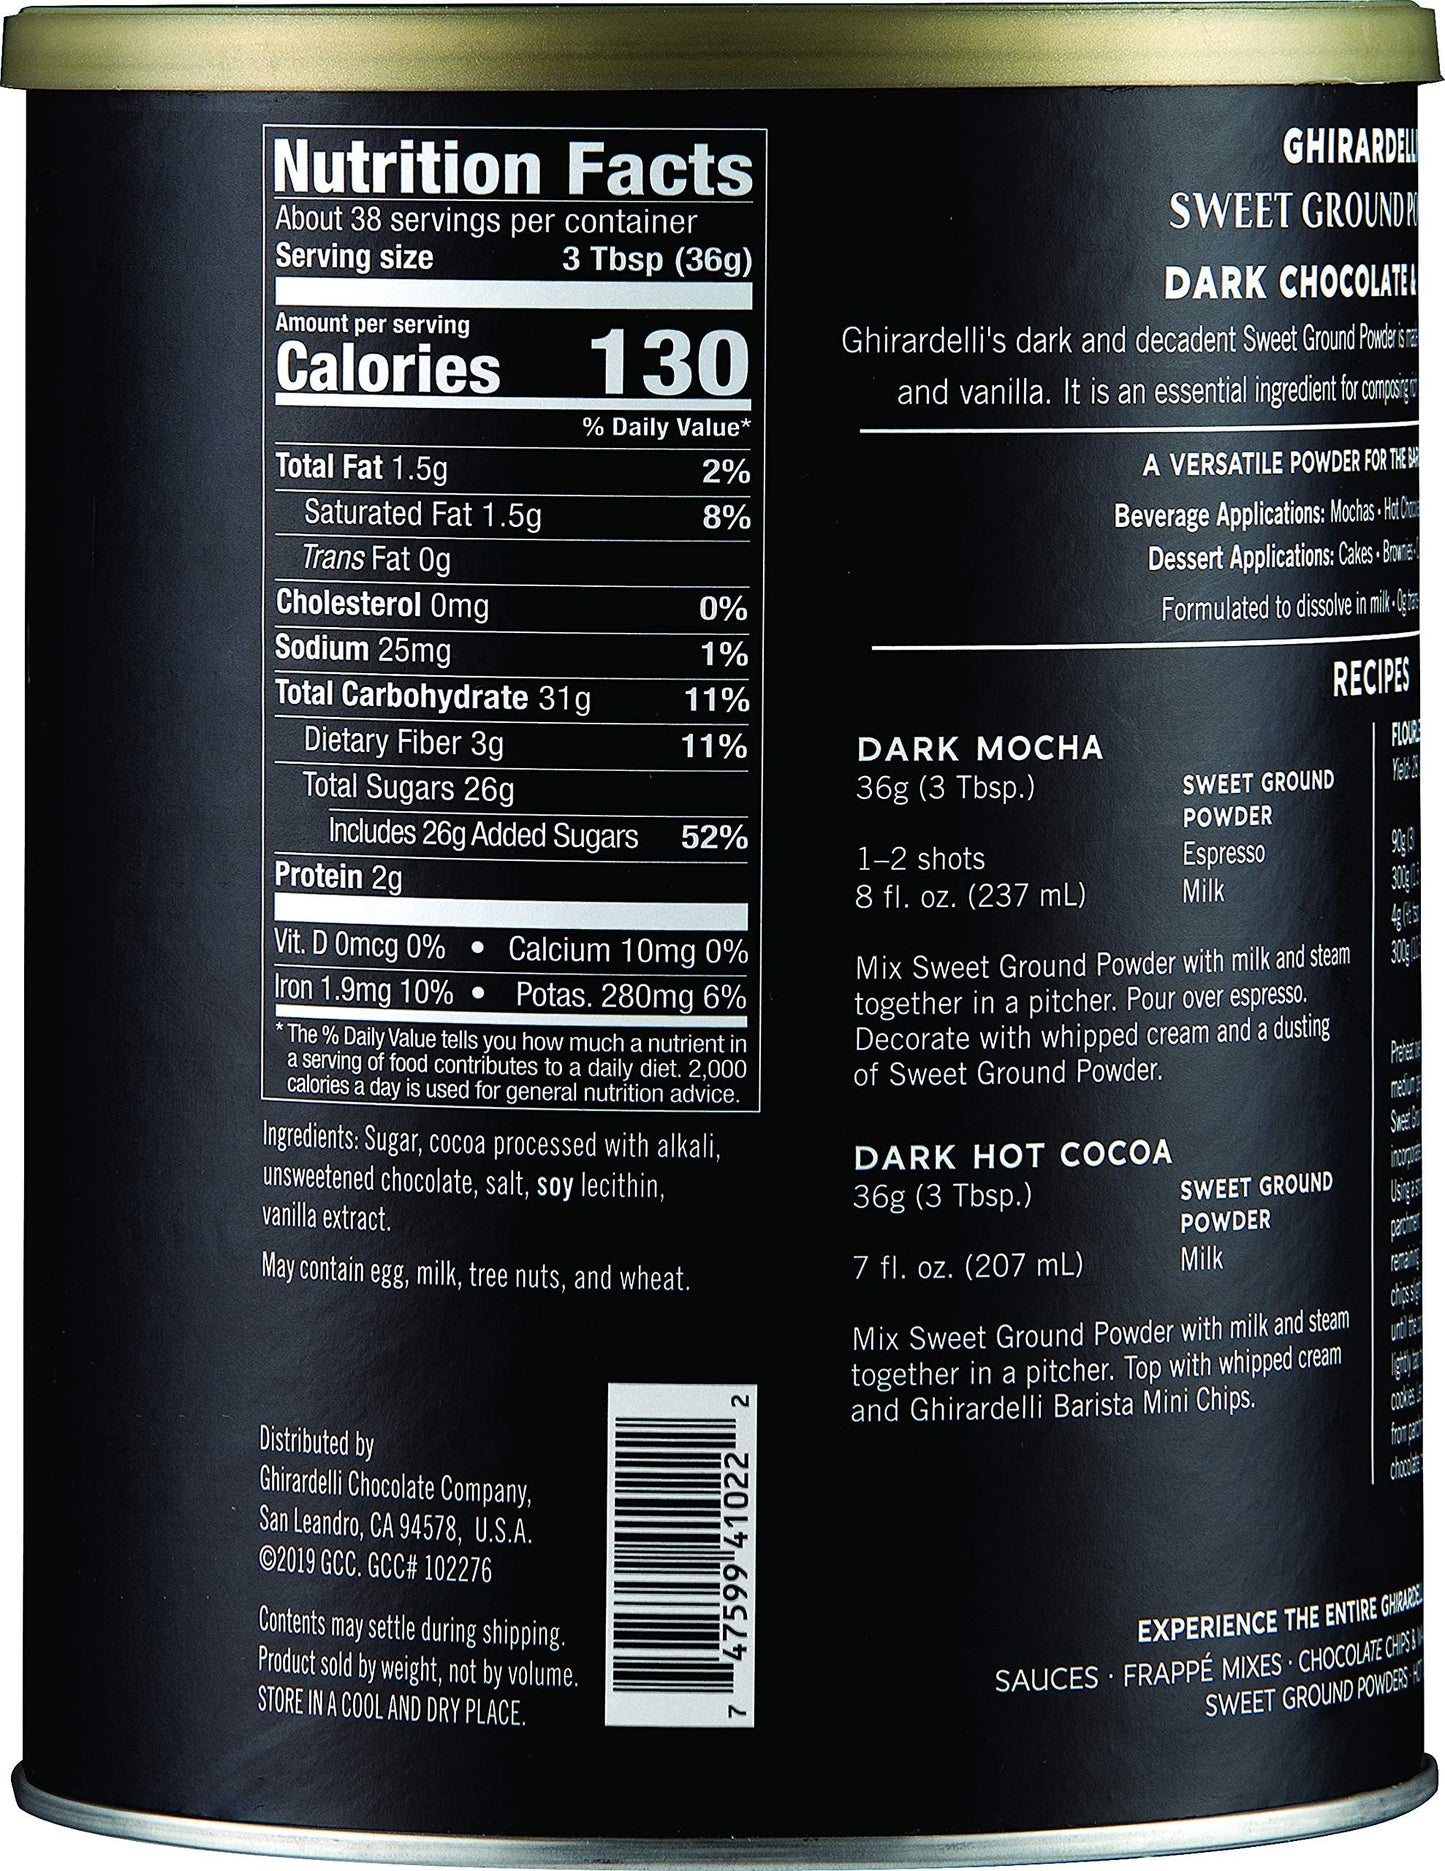 Nutrition Facts
About 38 servings per container
Serving size 3 Tbsp (36g)
Amount per serving
Calories 130
% Daily Value*
Total Fat 1.5g 2%
Saturated Fat 1.5g 8%
Trans Fat 0g
Cholesterol 0mg 0%
Sodium 25mg 1%
Total Carbohydrate 31g 11%
Dietary Fiber 3g 11%
Total Sugars 26g
Includes 26g Added Sugars 52%
Protein 2g
Vit. D 0mcg 0% • Calcium 10mg 0%
Iron 1.9mg 10% • Potas. 280mg 6%
* The % Daily Value tells you how much a nutrient in
a serving of food contributes to a daily diet. 2,000
calories a day is used for general nutrition advice.
Ingredients: Sugar, cocoa processed with alkali,
unsweetened chocolate, salt, soy lecithin,
vanilla extract.
May contain egg, milk, tree nuts, and wheat.
Distributed by
Ghirardelli Chocolate Company,
San Leandro, CA 94578, U.S.A.
©2019 GCC. GCC# 102276
Contents may settle during shipping.
Product sold by weight, not by volume.
STORE IN A COOL AND DRY PLACE.
7 47599 41022 2
GHIRARDELLI
SWEET GROUND
DARK CHOCOLATE &
Ghirardelli's dark and decadent Sweet Ground Powder is
and vanilla. It is an essential ingredient for composing
A VERSATILE POWDER FOR THE
Beverage Applications: Mochas • Hot
Dessert Applications: Cakes • Brownies •
Formulated to dissolve in milk • 0g
RECIPES
DARK MOCHA
36g (3 Tbsp.) SWEET GROUND
POWDER
1–2 shots Espresso
8 fl. oz. (237 mL) Milk
Mix Sweet Ground Powder with milk and steam
together in a pitcher. Pour over espresso.
Decorate with whipped cream and a dusting
of Sweet Ground Powder.
DARK HOT COCOA
36g (3 Tbsp.) SWEET GROUND
POWDER
7 fl. oz. (207 mL) Milk
Mix Sweet Ground Powder with milk and steam
together in a pitcher. Top with whipped cream
and Ghirardelli Barista Mini Chips.
Preheat
medium
parchment
remaining
until the
lightly
cookies.
chocolate
EXPERIENCE THE ENTIRE
SAUCES · FRAPPÉ MIXES · CHOCOLATE CHIPS &
SWEET GROUND POWDERS ·